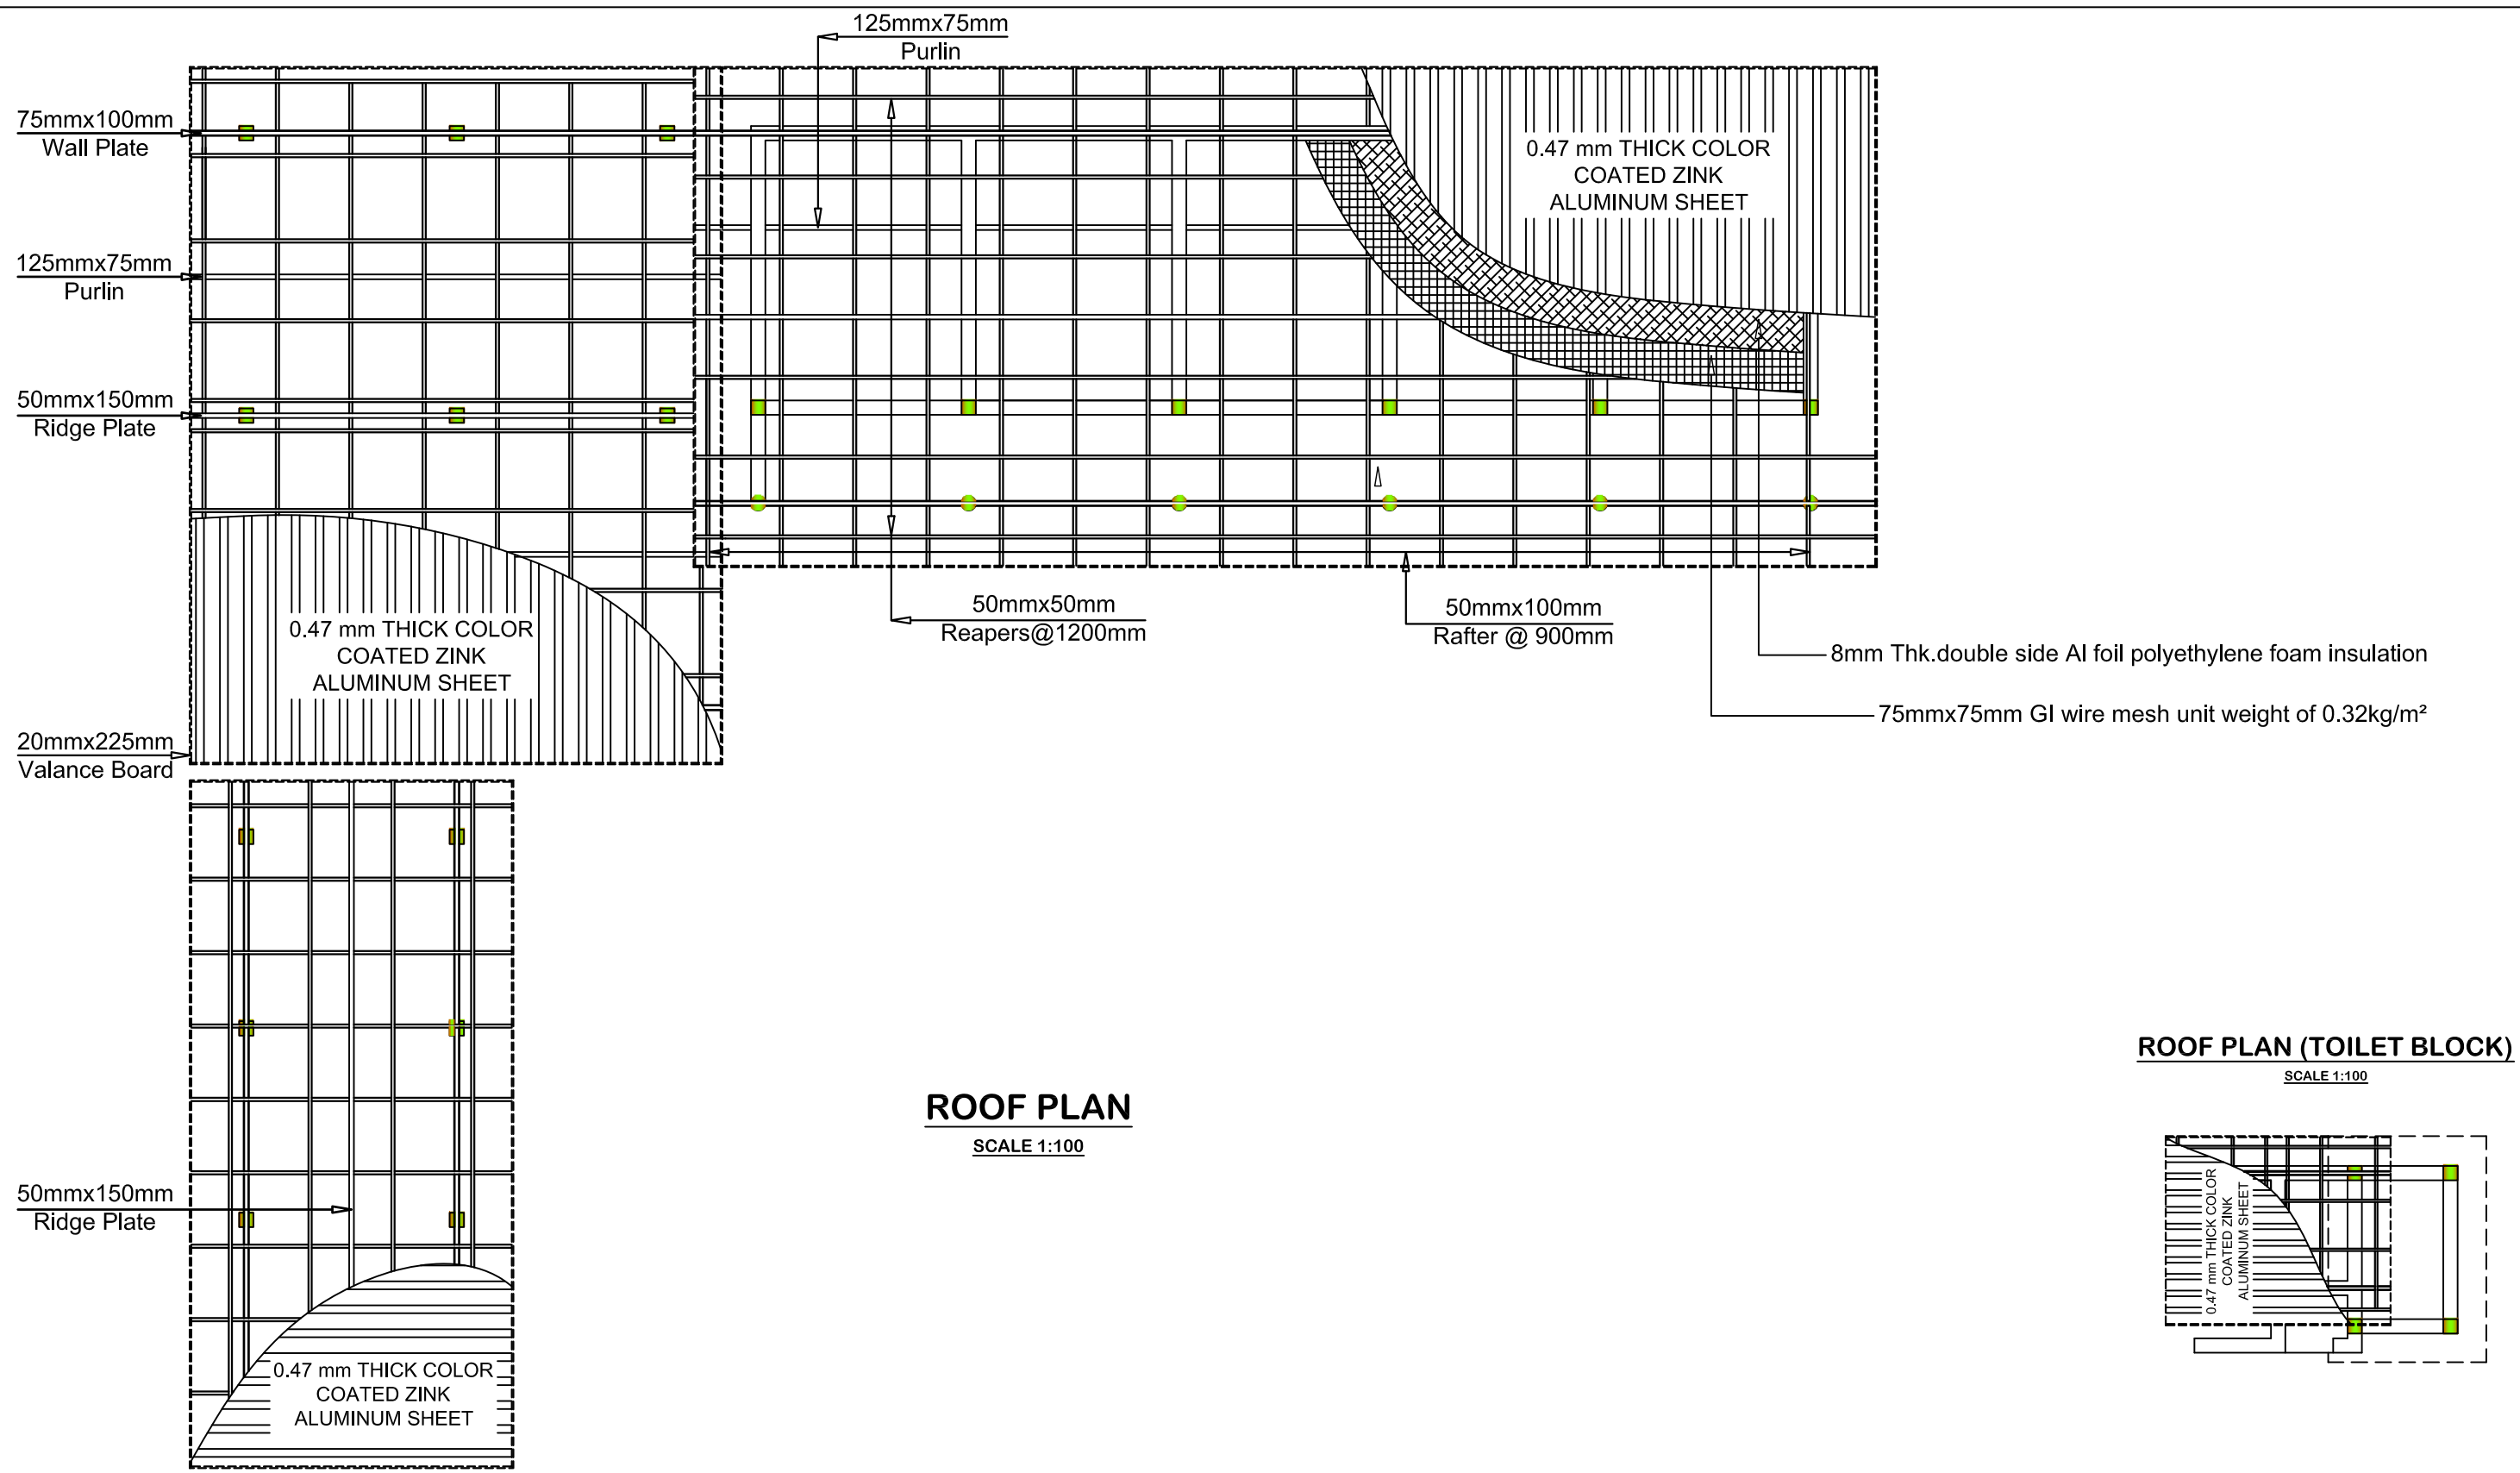 125mmx75mm
Purlin
75mmx100mm
Wall Plate
0.47 mm THICK COLOR
COATED ZINK
ALUMINUM SHEET
125mmx75mm
Purlin
50mmx150mm
Ridge Plate
50mmx50mm
Reapers@1200mm
50mmx100mm
Rafter @ 900mm
0.47 mm THICK COLOR
COATED ZINK
ALUMINUM SHEET
8mm Thk.double side Al foil polyethylene foam insulation
75mmx75mm GI wire mesh unit weight of 0.32kg/m²
20mmx225mm
Valance Board
ROOF PLAN (TOILET BLOCK)
SCALE 1:100
ROOF PLAN
SCALE 1:100
50mmx150mm
Ridge Plate
0.47 mm THICK COLOR
COATED ZINK
ALUMINUM SHEET
0.47 mm THICK COLOR
COATED ZINK
ALUMINUM SHEET